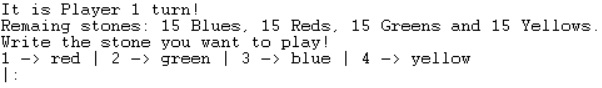 It is Player 1 turn!
Remaing stones: 15 Blues, 15 Reds, 15 Greens and 15 Yellows.
Write the stone you want to play!
1 -> red | 2 -> green | 3 -> blue | 4 -> yellow
|: